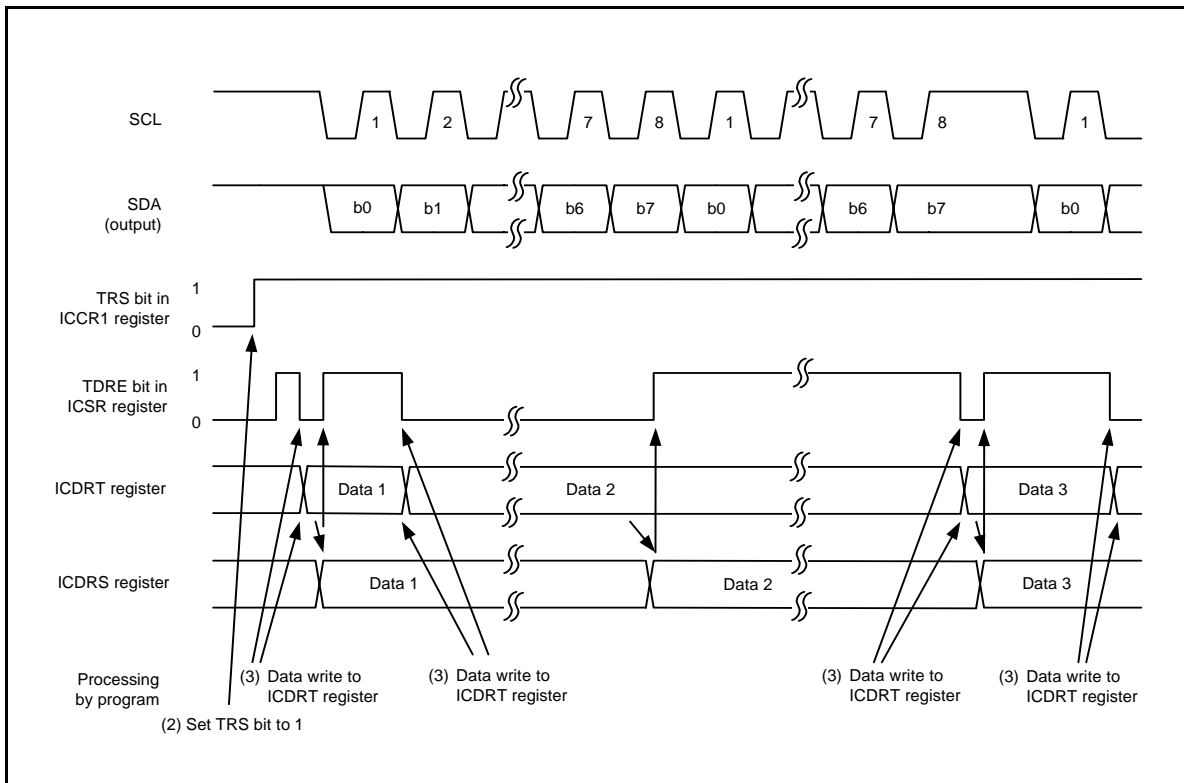 SCL
1
2
7
8
1
7
8
1
SDA
(output)
b0
b1
b6
b7
b0
b6
b7
b0
TRS bit in
ICCR1 register
1
0
TDRE bit in
ICSR register
1
0
ICDRT register
Data 1
Data 2
Data 3
ICDRS register
Data 1
Data 2
Data 3
Processing
by program
(3) Data write to
ICDRT register
(3) Data write to
ICDRT register
(3) Data write to
ICDRT register
(3) Data write to
ICDRT register
(2) Set TRS bit to 1